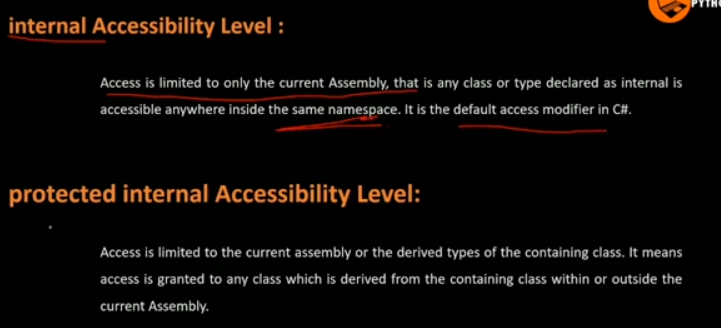 PYTHO
internal Accessibility Level :
Access is limited to only the current Assembly, that is any class or type declared as internal is
accessible anywhere inside the same namespace. It is the default access modifier in C#.
protected internal Accessibility Level:
Access is limited to the current assembly or the derived types of the containing class. It means
access is granted to any class which is derived from the containing class within or outside the
current Assembly.